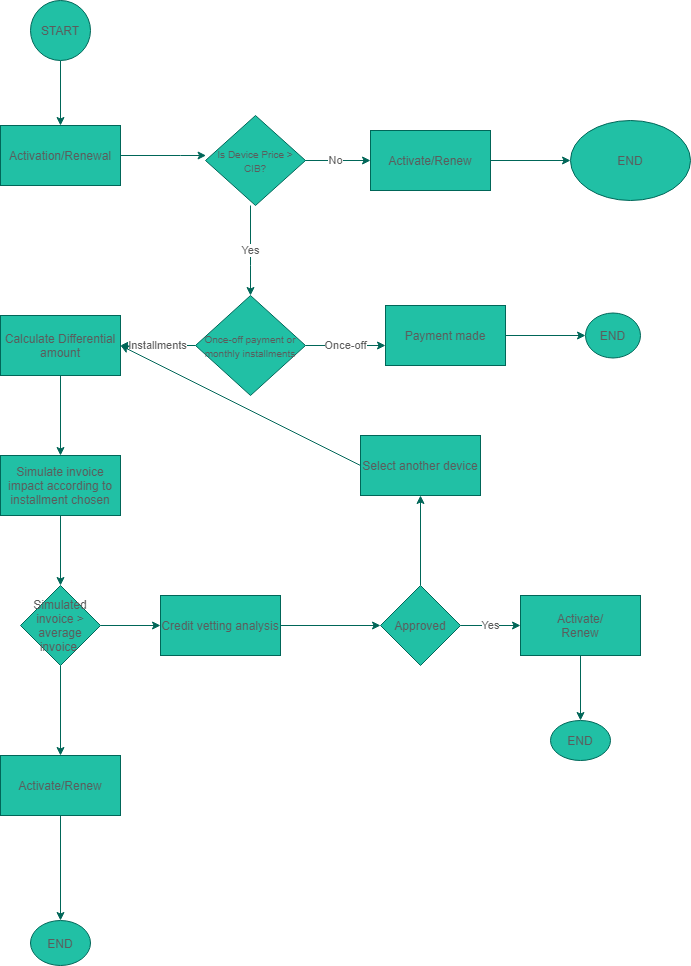 START
Activation/Renewal
is Device Price >
CIB?
No
Activate/Renew
END
Yes
Calculate Differential
amount
Installments
Once-off payment or
monthly installments
Once-off
Payment made
END
Select another device
Simulate invoice
impact according to
installment chosen
Simulated
invoice >
average
invoice
Credit vetting analysis
Approved
Yes
Activate/
Renew
END
Activate/Renew
END